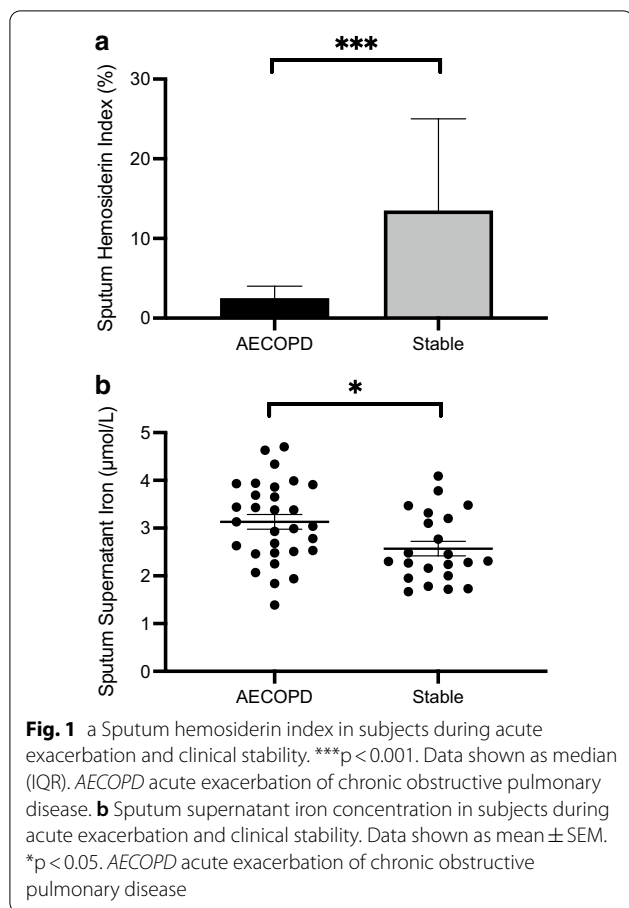 a
***
Sputum Hemosiderin Index (%)
30
20
10
0
AECOPD
Stable
b
*
Sputum Supernatant Iron (µmol/L)
5
4
3
2
1
0
AECOPD
Stable
Fig. 1 a Sputum hemosiderin index in subjects during acute
exacerbation and clinical stability. ***p < 0.001. Data shown as median
(IQR). AECOPD acute exacerbation of chronic obstructive pulmonary
disease. b Sputum supernatant iron concentration in subjects during
acute exacerbation and clinical stability. Data shown as mean ± SEM.
*p < 0.05. AECOPD acute exacerbation of chronic obstructive
pulmonary disease